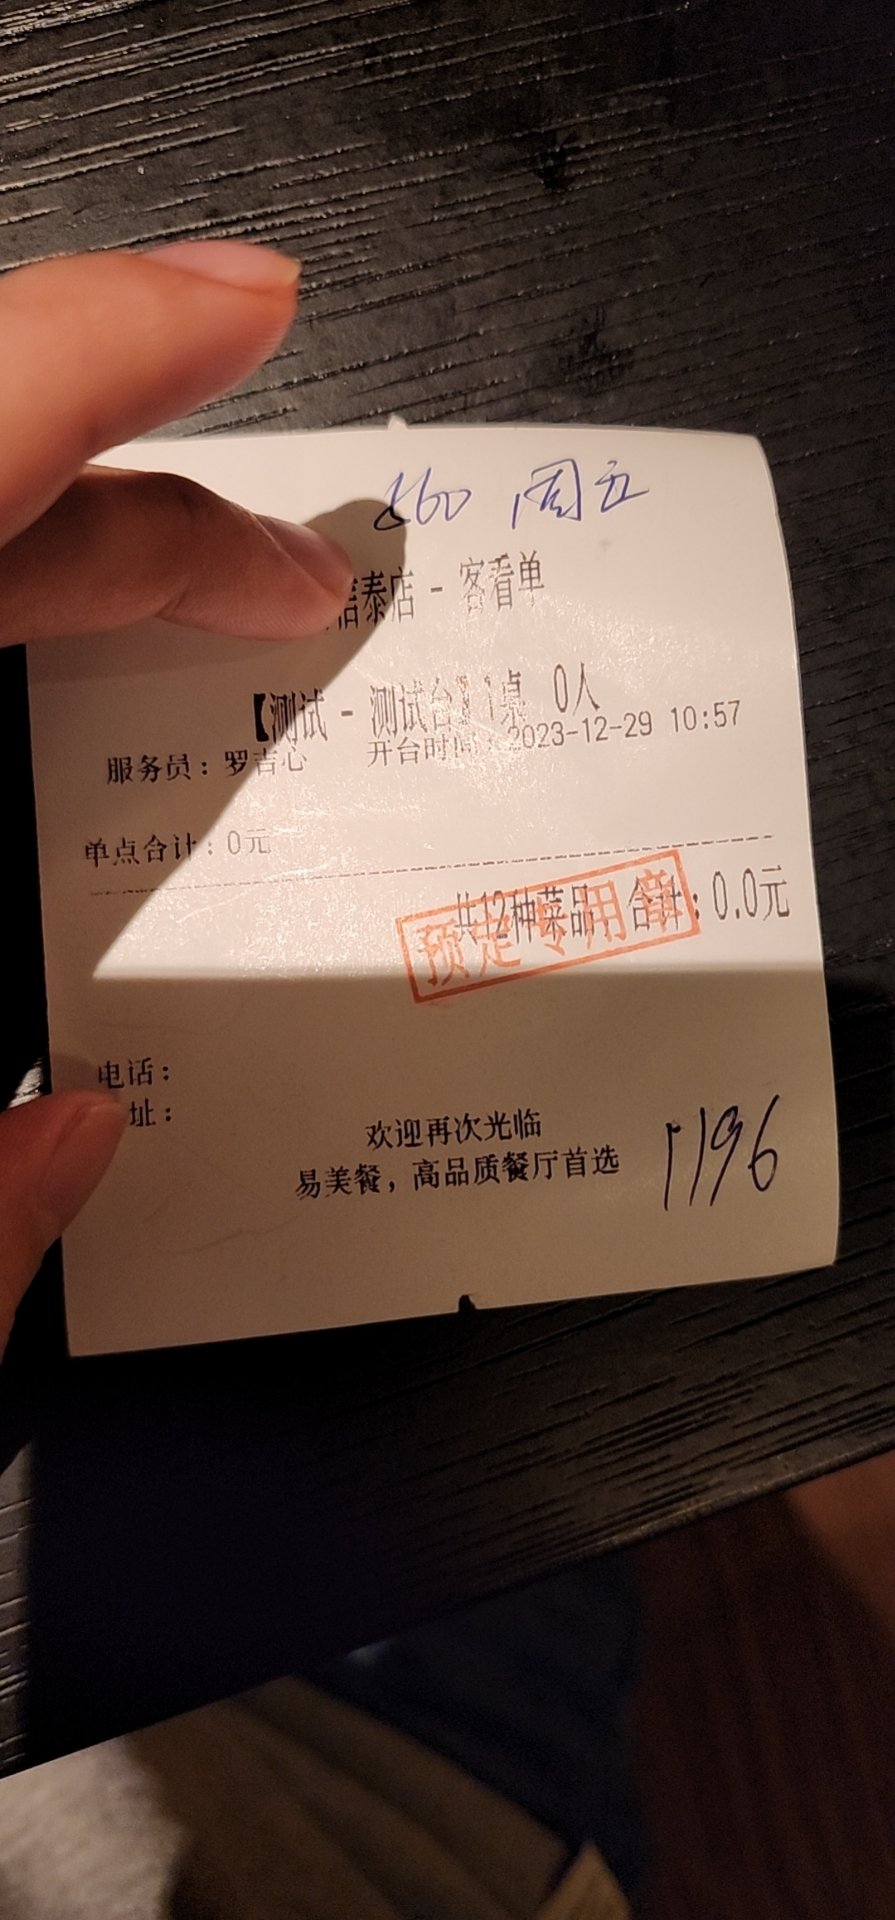 周五
信泰店 - 客看单
【测试 - 测试台】1桌 0人
服务员：罗吉心 开台时间：2023-12-29 10:57
单点合计：0元
共12种菜品，合计：0.0元
预定专用章
电话：
址：
欢迎再次光临
易美餐，高品质餐厅首选
1196